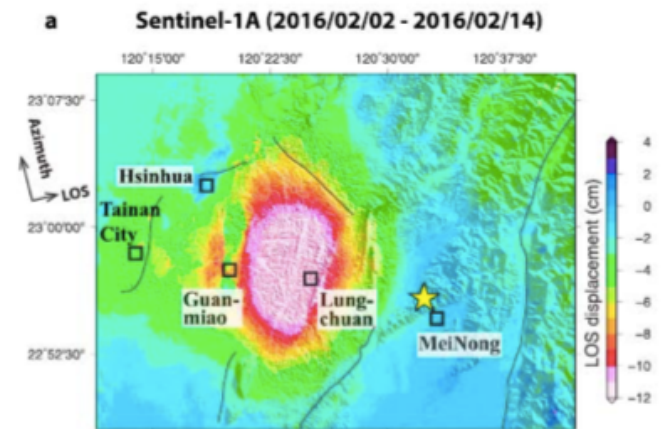 a Sentinel-1A (2016/02/02 - 2016/02/14)
120°15'00" 120°22'30" 120°30'00" 120°37'30"
23°07'30"
23°00'00"
22°52'30"
Azimuth
LOS
Hsinhua
Tainan
City
Guan-
miao
Lung-
chuan
MeiNong
4
2
0
-2
-4
-6
-8
-10
-12
LOS displacement (cm)